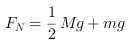 F_N = \frac{1}{2} Mg + mg